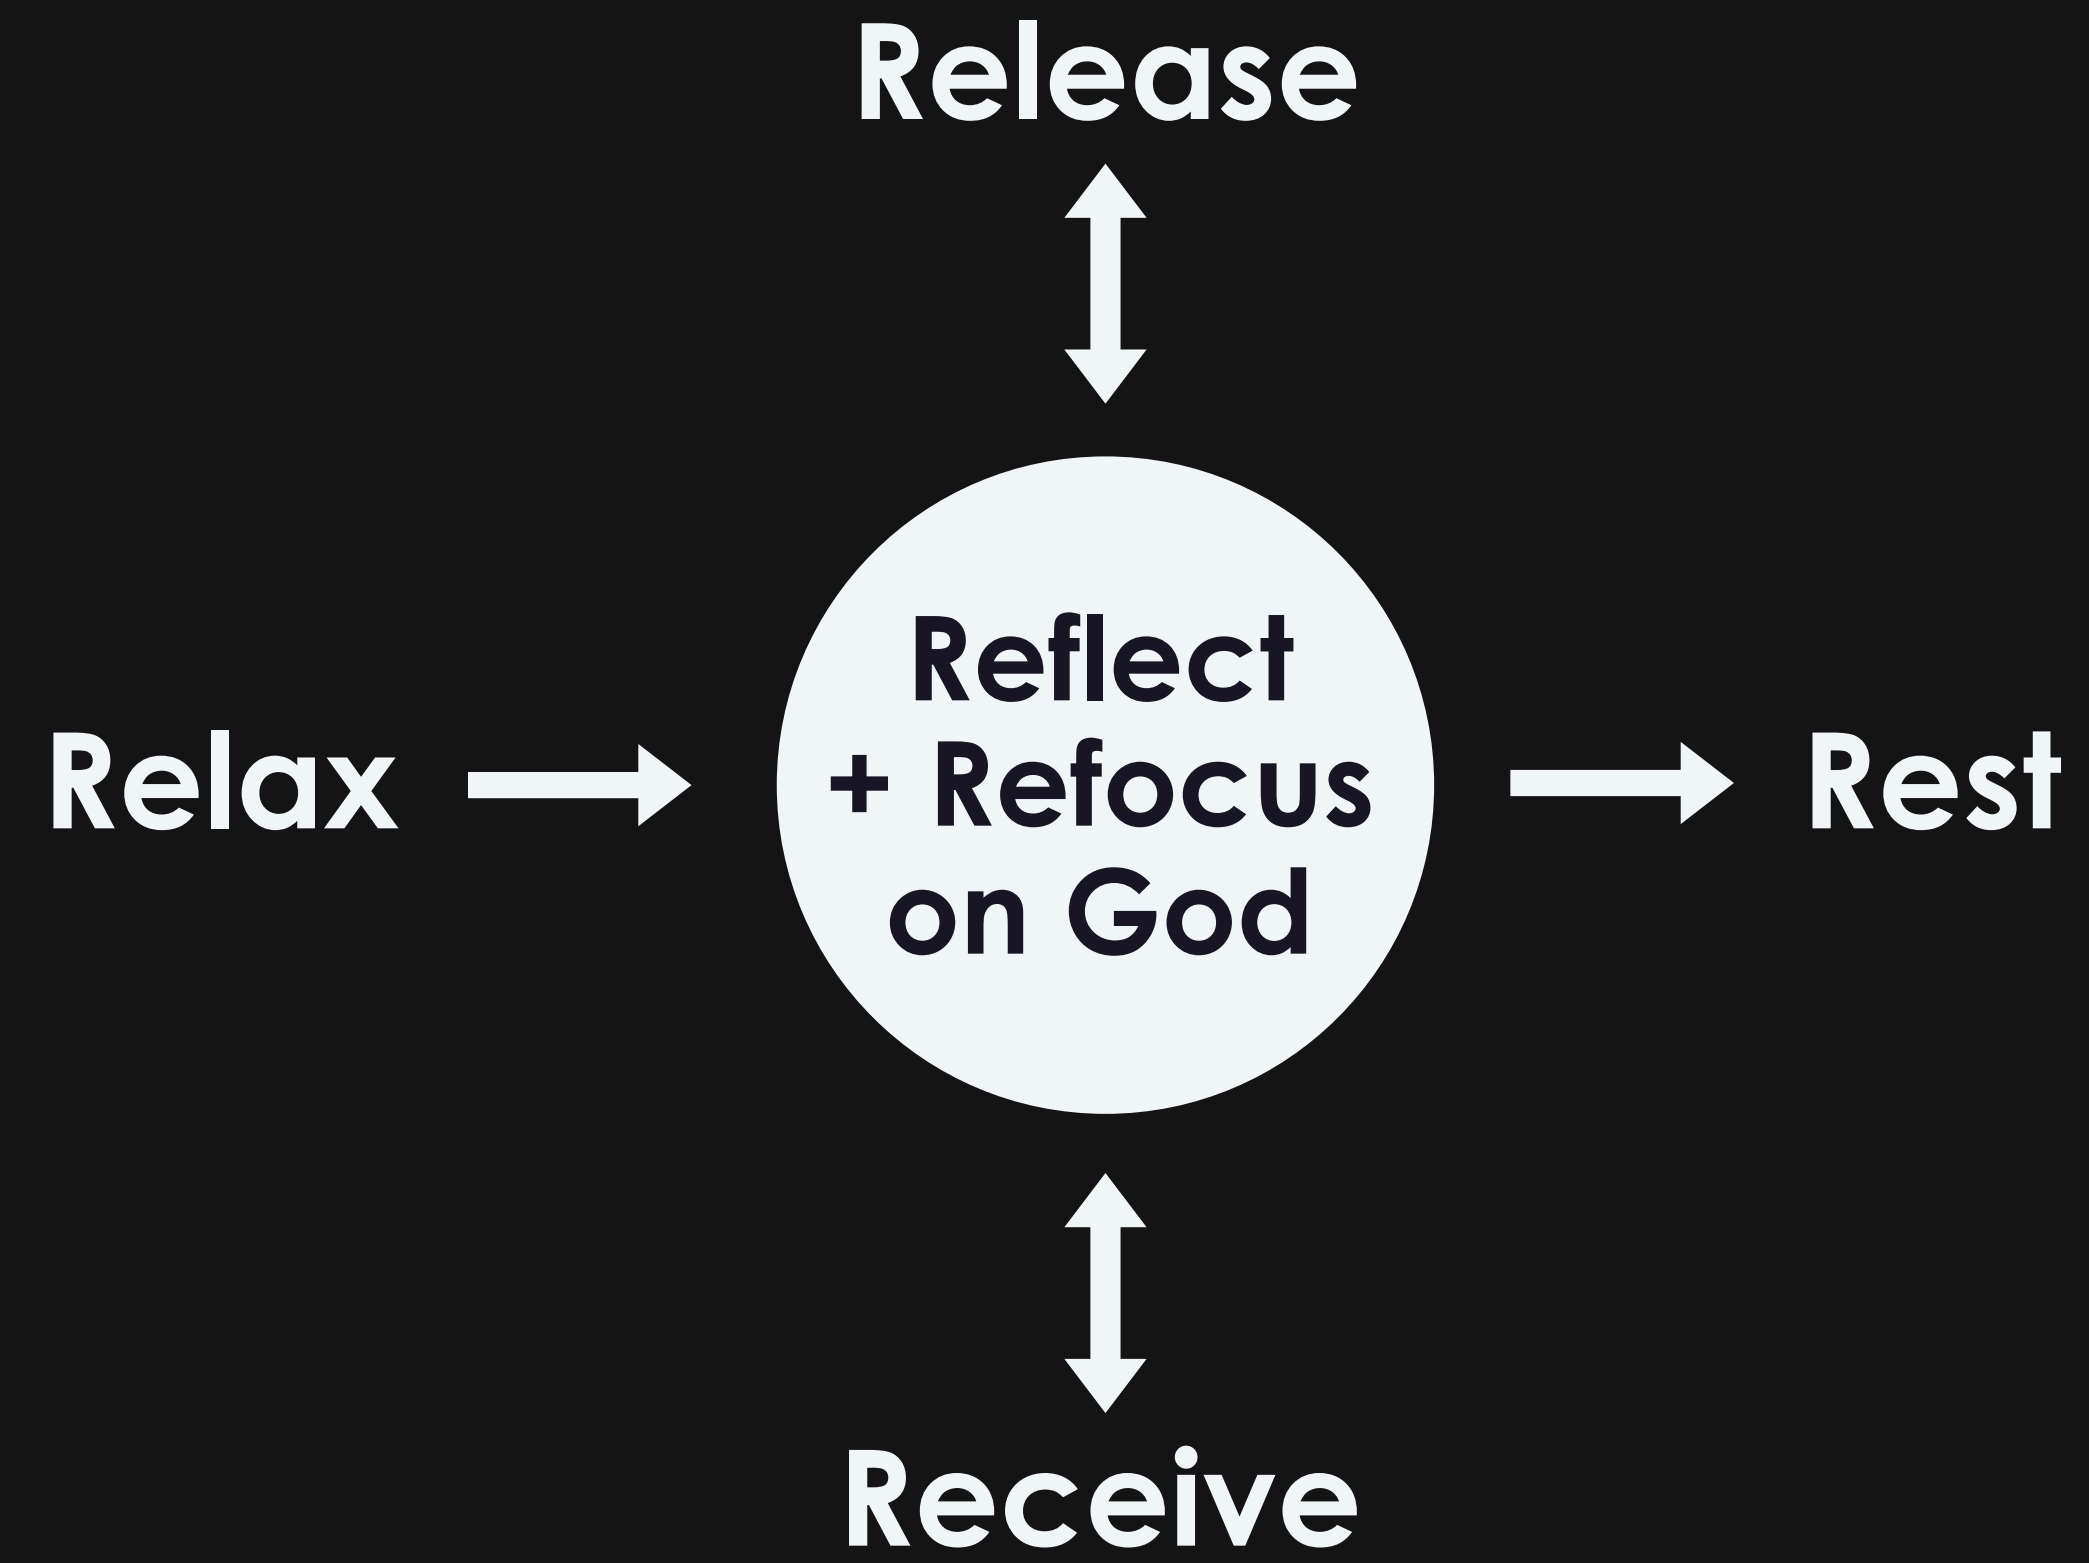 Release
Reflect
+ Refocus
on God
Relax
Rest
Receive